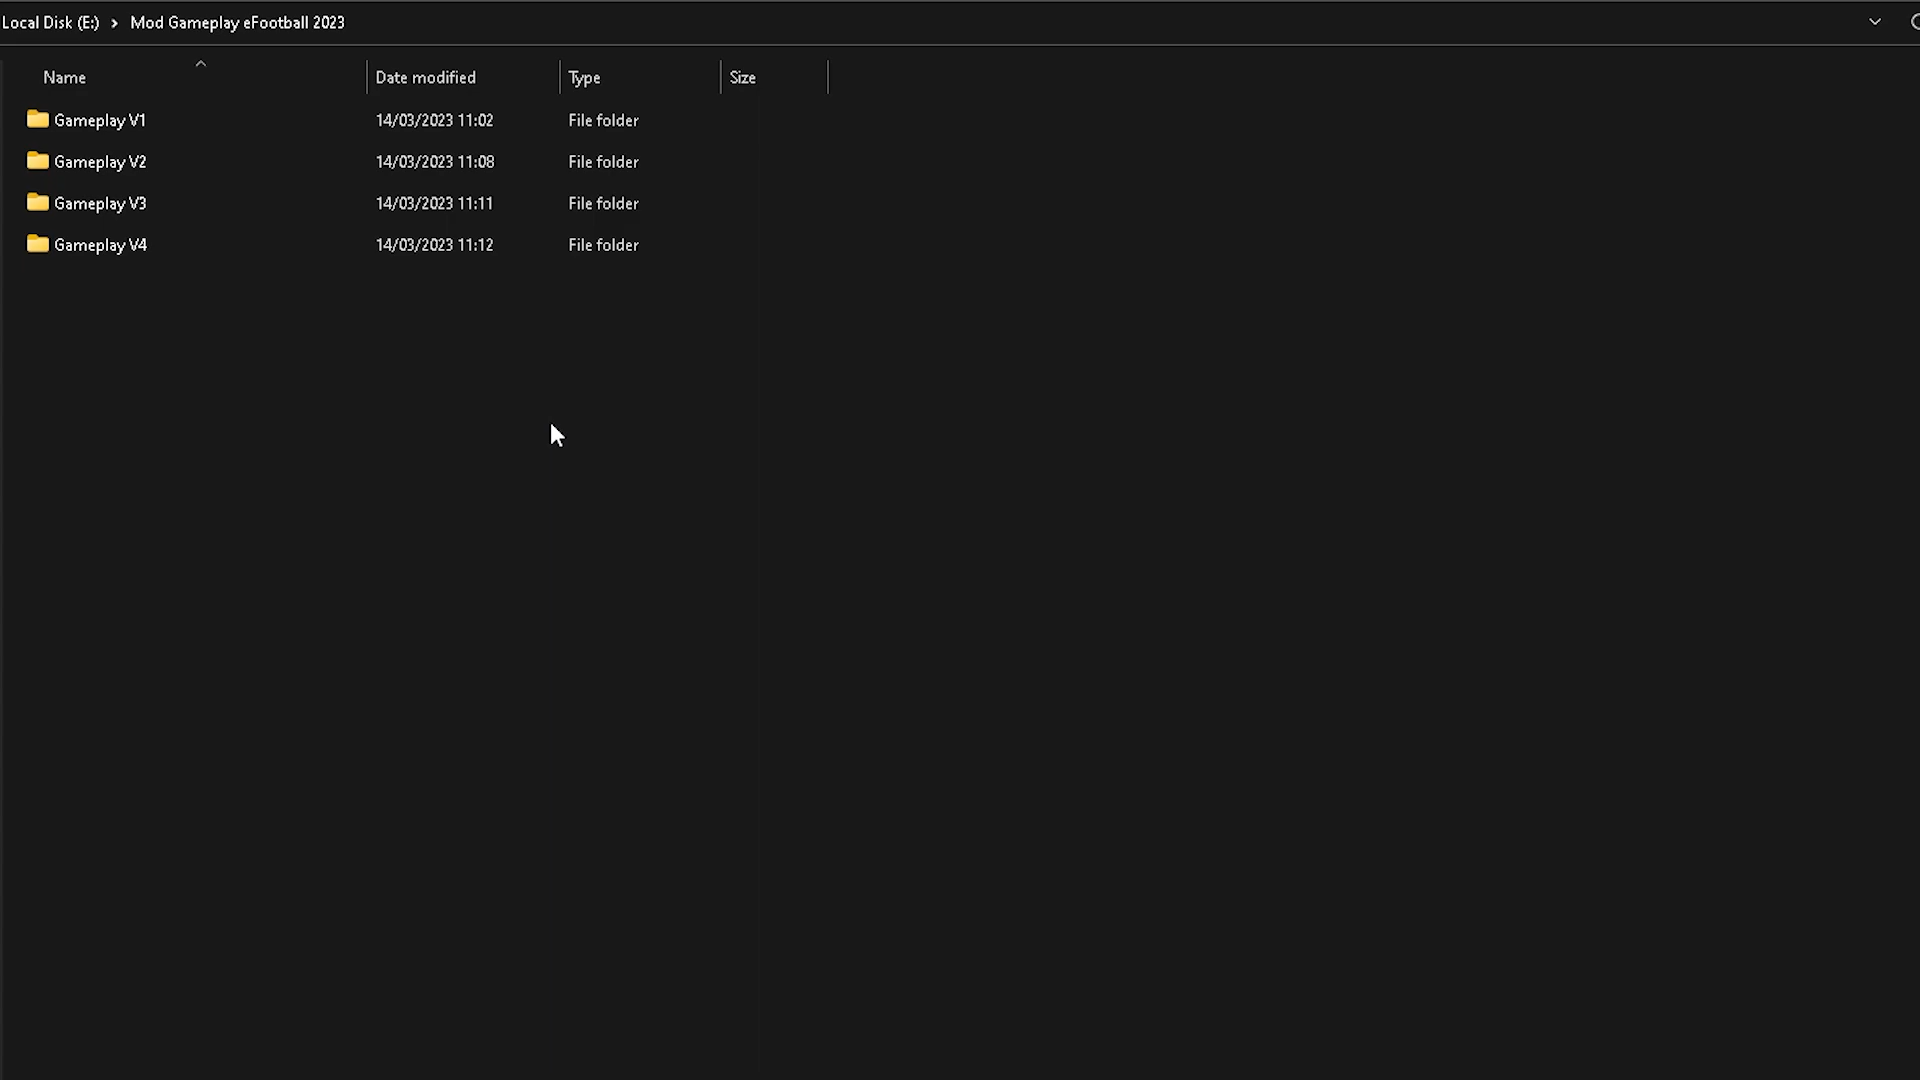 Local Disk (E:) > Mod Gameplay eFootball 2023
Name Date modified Type Size
Gameplay V1 14/03/2023 11:02 File folder
Gameplay V2 14/03/2023 11:08 File folder
Gameplay V3 14/03/2023 11:11 File folder
Gameplay V4 14/03/2023 11:12 File folder